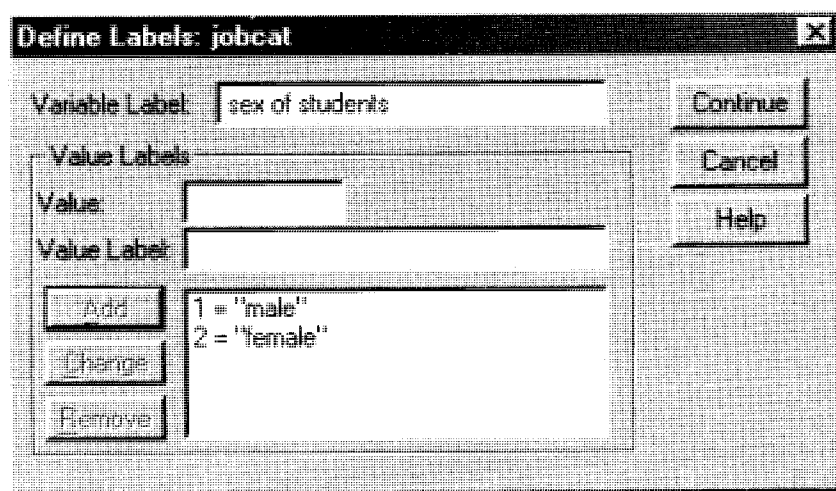 Define Labels: jobcat
Variable Label: sex of students
Continue
Value Labels
Cancel
Value:
Help
Value Label:
Add
1 = "male"
2 = "female"
Change
Remove